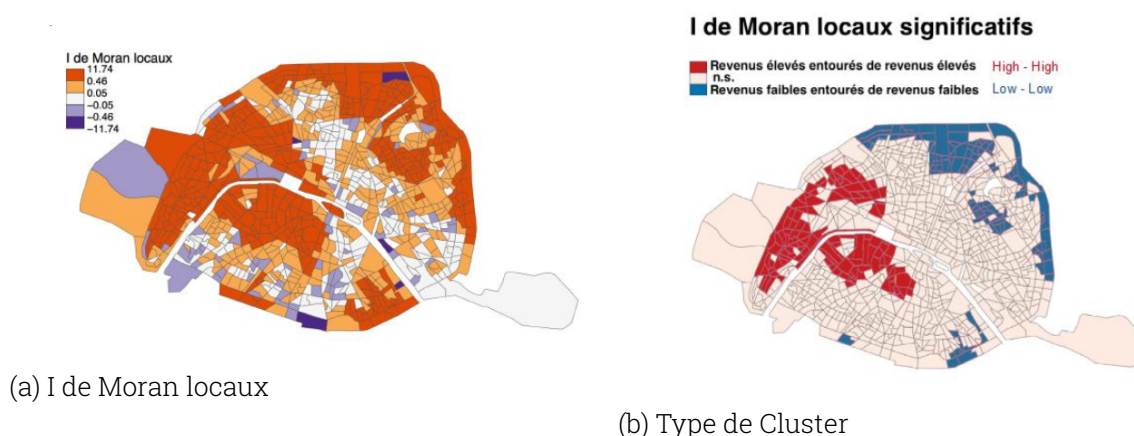 I de Moran locaux
11.74
0.46
0.05
-0.05
-0.46
-11.74
(a) I de Moran locaux
I de Moran locaux significatifs
Revenus élevés entourés de revenus élevés High - High
n.s.
Revenus faibles entourés de revenus faibles Low - Low
(b) Type de Cluster